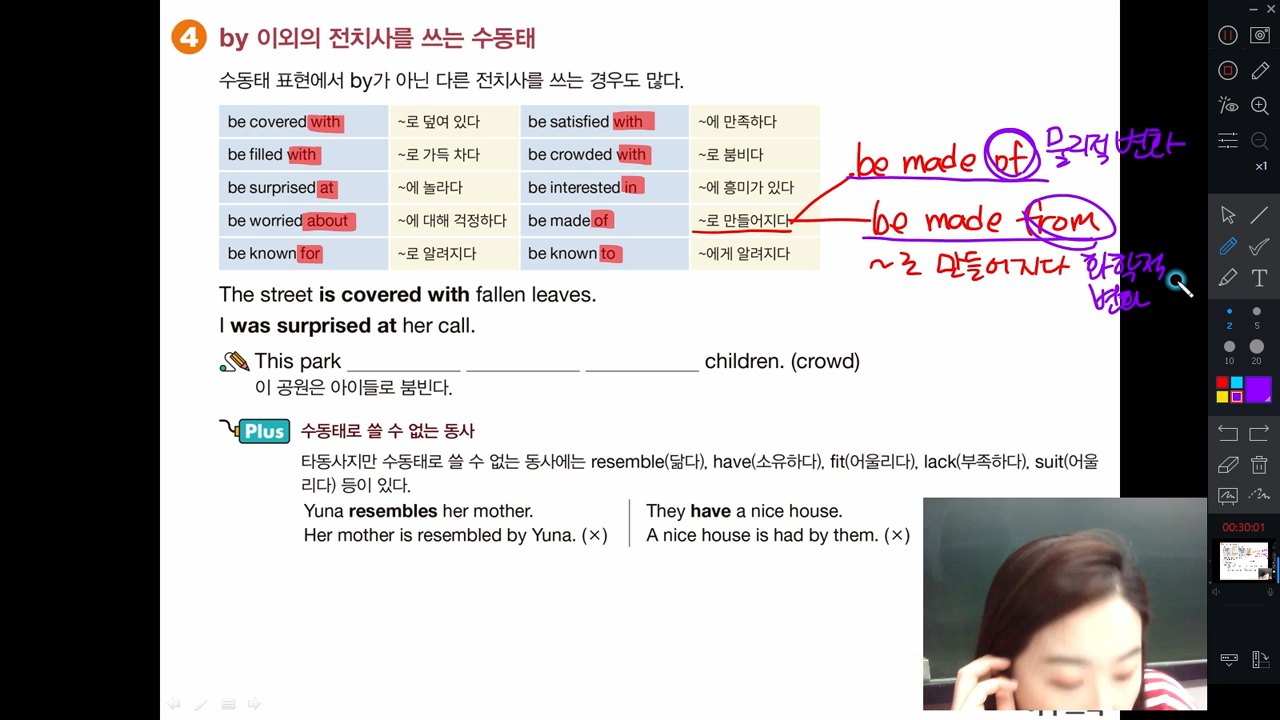 4 by 이외의 전치사를 쓰는 수동태
수동태 표현에서 by가 아닌 다른 전치사를 쓰는 경우도 많다.
be covered with ~로 덮여 있다 be satisfied with ~에 만족하다
be filled with ~로 가득 차다 be crowded with ~로 붐비다
be surprised at ~에 놀라다 be interested in ~에 흥미가 있다
be worried about ~에 대해 걱정하다 be made of ~로 만들어지다
be known for ~로 알려지다 be known to ~에게 알려지다
be made of 물리적 변화
be made from
~로 만들어지다 화학적
변화
The street is covered with fallen leaves.
I was surprised at her call.
This park ______ ______ ______ children. (crowd)
이 공원은 아이들로 붐빈다.
Plus 수동태로 쓸 수 없는 동사
타동사지만 수동태로 쓸 수 없는 동사에는 resemble(닮다), have(소유하다), fit(어울리다), lack(부족하다), suit(어울
리다) 등이 있다.
Yuna resembles her mother.
Her mother is resembled by Yuna. (×)
They have a nice house.
A nice house is had by them. (×)
×1
T
2 5
10 20
00:30:01